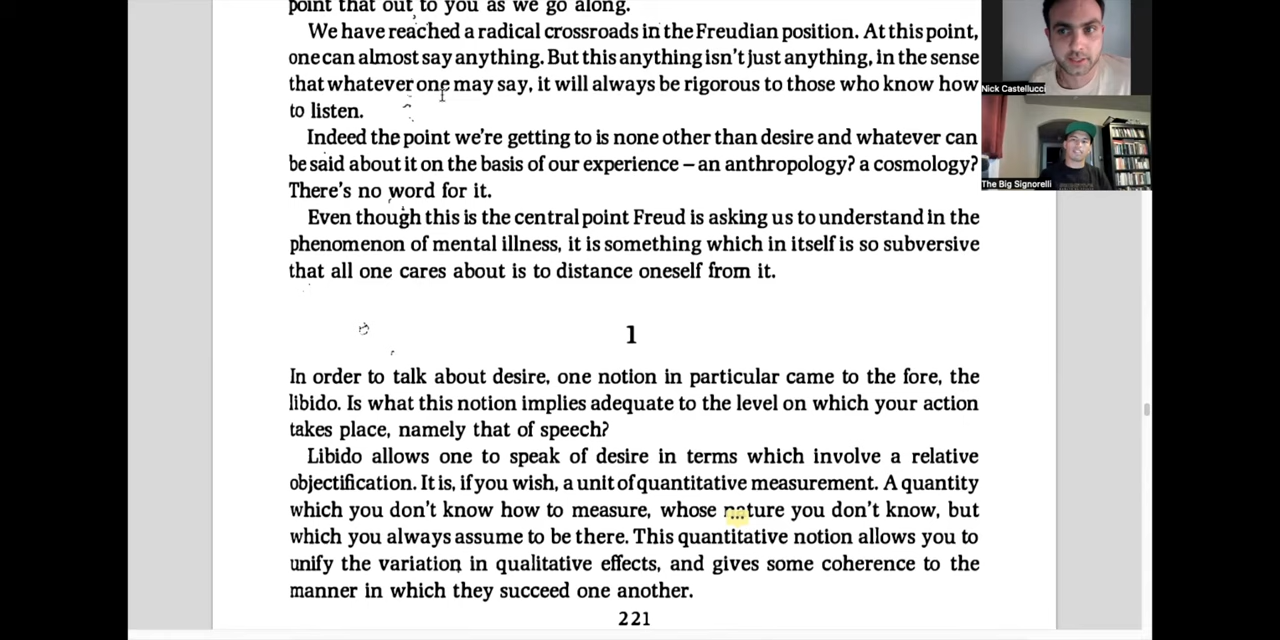 point that out to you as we go along.
We have reached a radical crossroads in the Freudian position. At this point,
one can almost say anything. But this anything isn't just anything, in the sense
that whatever one may say, it will always be rigorous to those who know how
to listen.
Indeed the point we're getting to is none other than desire and whatever can
be said about it on the basis of our experience – an anthropology? a cosmology?
There's no word for it.
Even though this is the central point Freud is asking us to understand in the
phenomenon of mental illness, it is something which in itself is so subversive
that all one cares about is to distance oneself from it.
1
In order to talk about desire, one notion in particular came to the fore, the
libido. Is what this notion implies adequate to the level on which your action
takes place, namely that of speech?
Libido allows one to speak of desire in terms which involve a relative
objectification. It is, if you wish, a unit of quantitative measurement. A quantity
which you don't know how to measure, whose nature you don't know, but
which you always assume to be there. This quantitative notion allows you to
unify the variation in qualitative effects, and gives some coherence to the
manner in which they succeed one another.
221
Nick Castellucci
The Big Signorelli